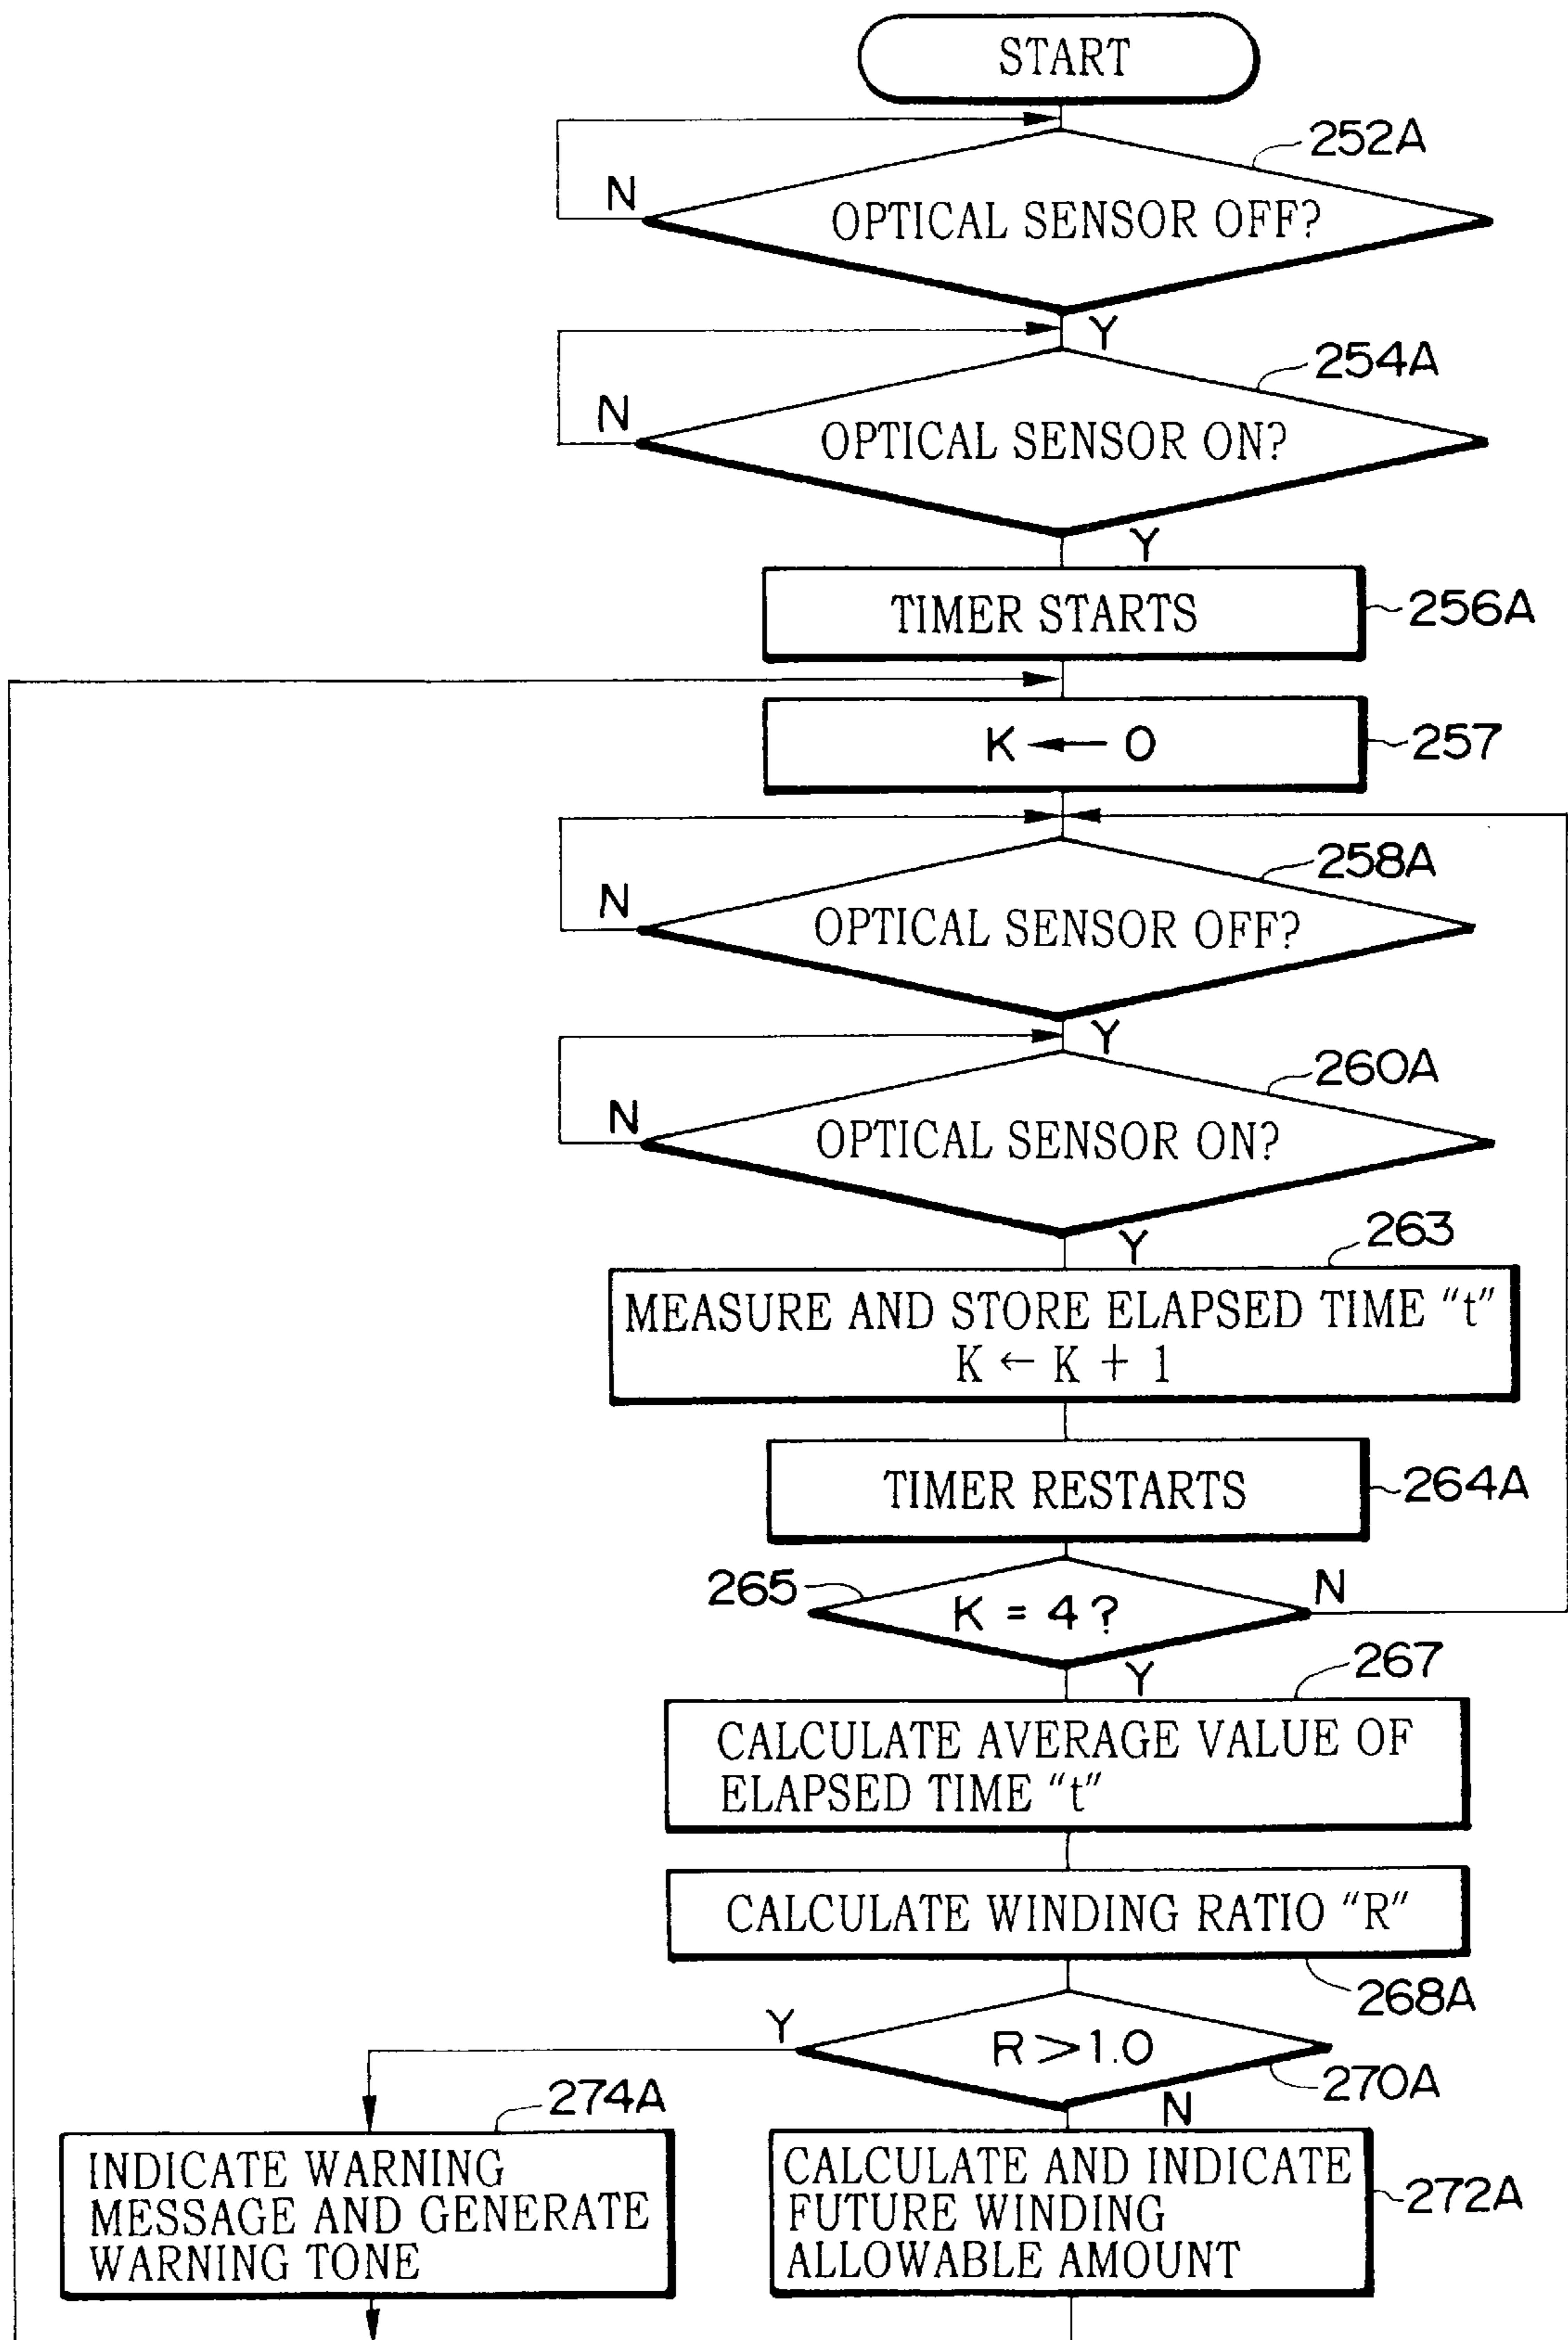 START
252A
N
OPTICAL SENSOR OFF?
Y
254A
N
OPTICAL SENSOR ON?
Y
TIMER STARTS
256A
K ← 0
257
258A
N
OPTICAL SENSOR OFF?
Y
260A
N
OPTICAL SENSOR ON?
Y
263
MEASURE AND STORE ELAPSED TIME "t"
K ← K + 1
TIMER RESTARTS
264A
265
K = 4 ?
N
Y
267
CALCULATE AVERAGE VALUE OF
ELAPSED TIME "t"
CALCULATE WINDING RATIO "R"
268A
Y
R > 1.0
270A
N
274A
INDICATE WARNING
MESSAGE AND GENERATE
WARNING TONE
CALCULATE AND INDICATE
FUTURE WINDING
ALLOWABLE AMOUNT
272A